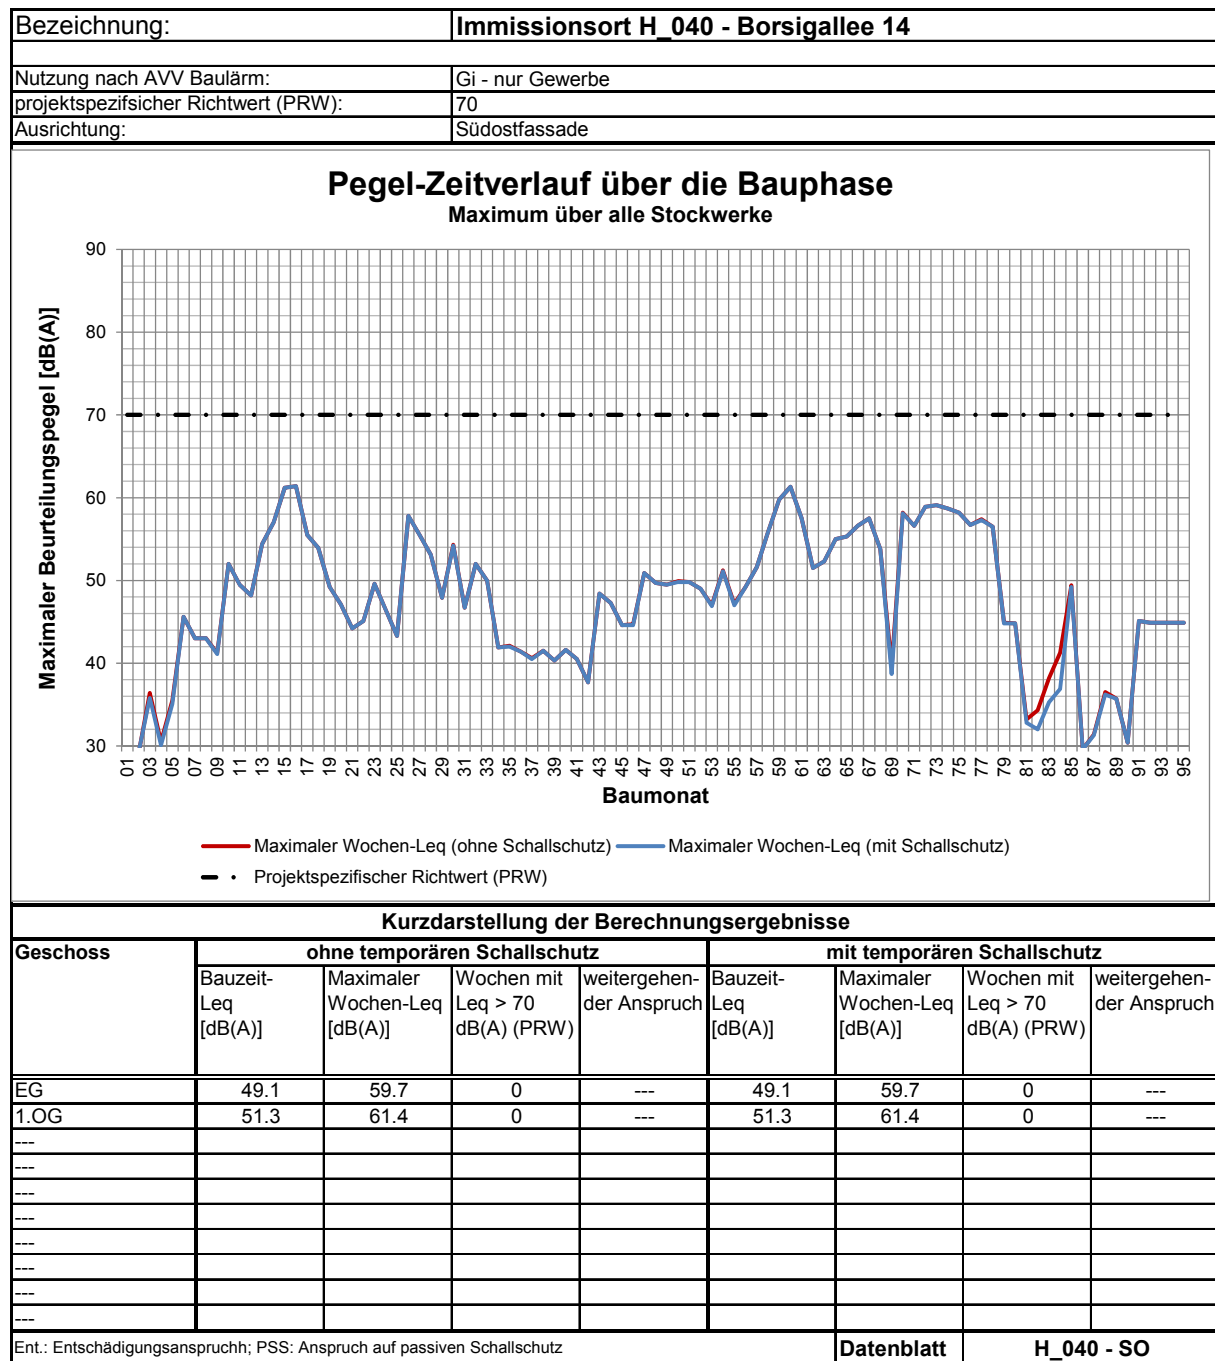 Bezeichnung: Immissionsort H_040 - Borsigallee 14
Nutzung nach AVV Baulärm: Gi - nur Gewerbe
projektspezifsicher Richtwert (PRW): 70
Ausrichtung: Südostfassade
Pegel-Zeitverlauf über die Bauphase
Maximum über alle Stockwerke
Maximaler Beurteilungspegel [dB(A)]
90
80
70
60
50
40
30
01 03 05 07 09 11 13 15 17 19 21 23 25 27 29 31 33 35 37 39 41 43 45 47 49 51 53 55 57 59 61 63 65 67 69 71 73 75 77 79 81 83 85 87 89 91 93 95
Baumonat
Maximaler Wochen-Leq (ohne Schallschutz) Maximaler Wochen-Leq (mit Schallschutz)
Projektspezifischer Richtwert (PRW)
Kurzdarstellung der Berechnungsergebnisse
Geschoss ohne temporären Schallschutz mit temporären Schallschutz
Bauzeit- Maximaler Wochen mit weitergehen- Bauzeit- Maximaler Wochen mit weitergehen-
Leq Wochen-Leq Leq > 70 der Anspruch Leq Wochen-Leq Leq > 70 der Anspruch
[dB(A)] [dB(A)] dB(A) (PRW) [dB(A)] [dB(A)] dB(A) (PRW)
EG 49.1 59.7 0 --- 49.1 59.7 0 ---
1.OG 51.3 61.4 0 --- 51.3 61.4 0 ---
---
---
---
---
---
---
---
---
Ent.: Entschädigungsanspruchh; PSS: Anspruch auf passiven Schallschutz Datenblatt H_040 - SO